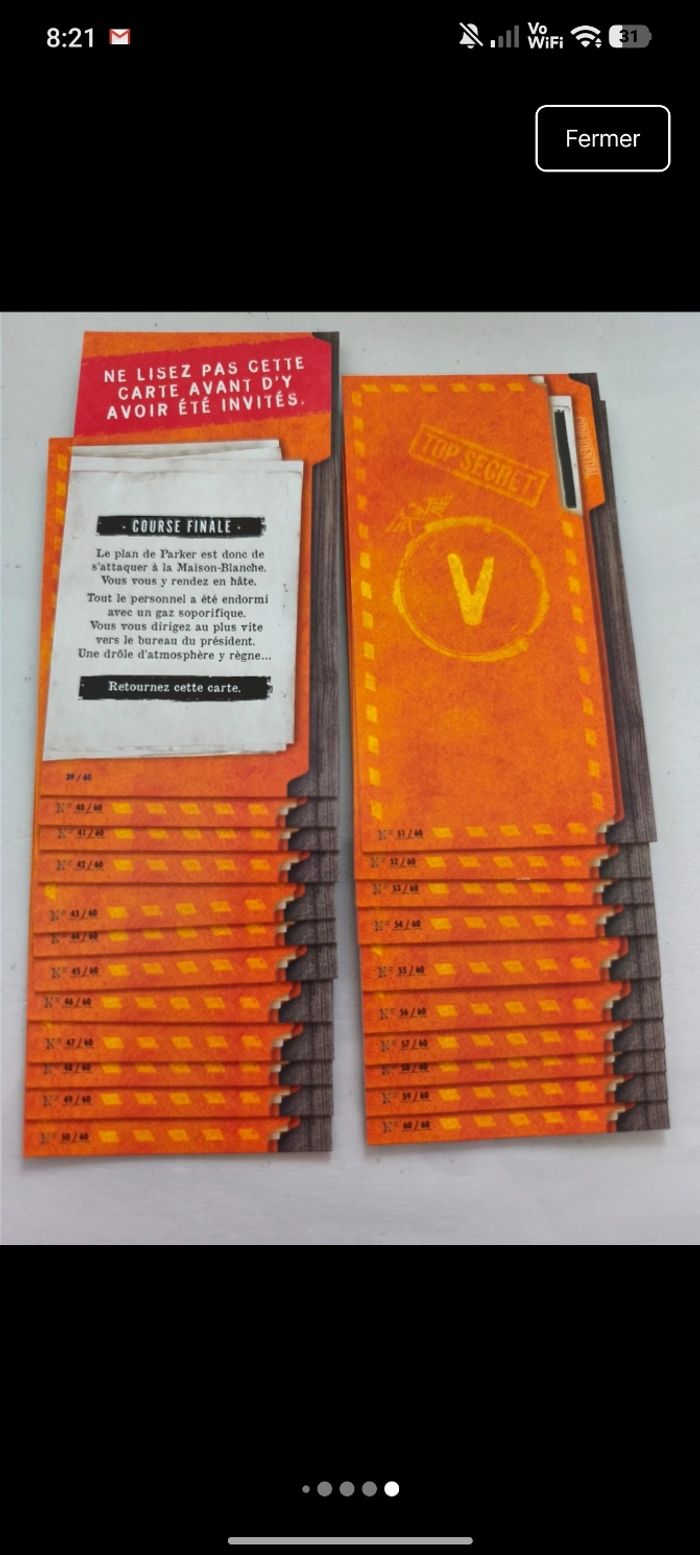 8:21
Vo
WiFi
31
Fermer
NE LISEZ PAS CETTE
CARTE AVANT D'Y
AVOIR ÉTÉ INVITÉS.
· COURSE FINALE ·
Le plan de Parker est donc de
s'attaquer à la Maison-Blanche.
Vous vous y rendez en hâte.
Tout le personnel a été endormi
avec un gaz soporifique.
Vous vous dirigez au plus vite
vers le bureau du président.
Une drôle d'atmosphère y règne...
Retournez cette carte.
39 / 60
N° 40 / 60
N° 41 / 60
N° 42 / 60
N° 43 / 60
N° 44 / 60
N° 45 / 60
N° 46 / 60
N° 47 / 60
N° 48 / 60
N° 49 / 60
N° 50 / 60
TOP SECRET
CONFIDENTIAL
V
N° 51 / 60
N° 52 / 60
N° 53 / 60
N° 54 / 60
N° 55 / 60
N° 56 / 60
N° 57 / 60
N° 58 / 60
N° 59 / 60
N° 60 / 60